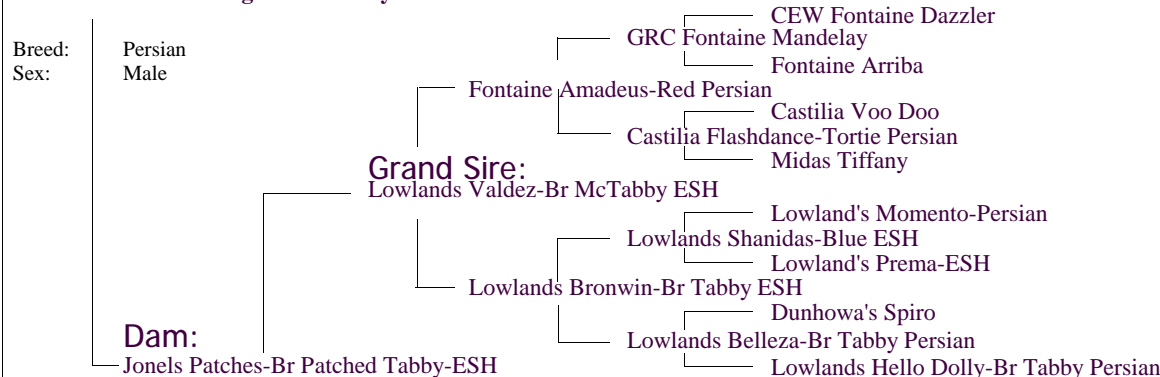 CEW Fontaine Dazzler
GRC Fontaine Mandelay
Breed: Persian
Sex: Male
Fontaine Arriba
Fontaine Amadeus-Red Persian
Castilia Voo Doo
Castilia Flashdance-Tortie Persian
Midas Tiffany
Grand Sire:
Lowlands Valdez-Br McTabby ESH
Lowland's Momento-Persian
Lowlands Shanidas-Blue ESH
Lowland's Prema-ESH
Lowlands Bronwin-Br Tabby ESH
Dunhowa's Spiro
Dam:
Lowlands Belleza-Br Tabby Persian
Jonels Patches-Br Patched Tabby-ESH
Lowlands Hello Dolly-Br Tabby Persian